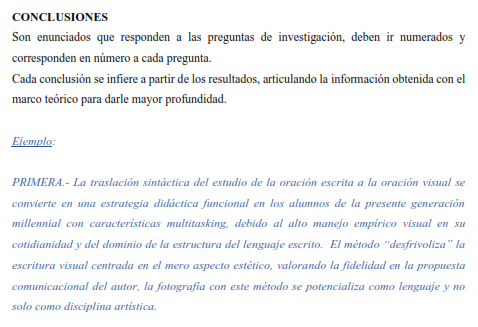 CONCLUSIONES
Son enunciados que responden a las preguntas de investigación, deben ir numerados y
corresponden en número a cada pregunta.
Cada conclusión se infiere a partir de los resultados, articulando la información obtenida con el
marco teórico para darle mayor profundidad.
Ejemplo:
PRIMERA.- La traslación sintáctica del estudio de la oración escrita a la oración visual se
convierte en una estrategia didáctica funcional en los alumnos de la presente generación
millennial con características multitasking, debido al alto manejo empírico visual en su
cotidianidad y del dominio de la estructura del lenguaje escrito. El método “desfrivoliza” la
escritura visual centrada en el mero aspecto estético, valorando la fidelidad en la propuesta
comunicacional del autor, la fotografía con este método se potencializa como lenguaje y no
solo como disciplina artística.